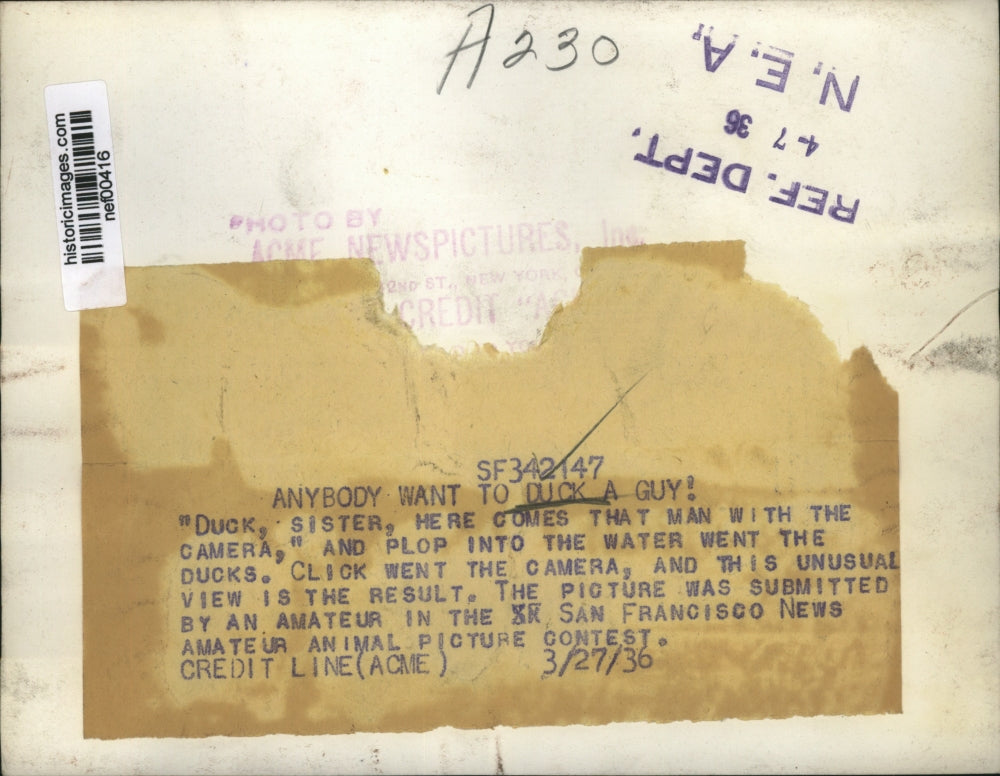 A230
N.E.A.
4-7 36
REF. DEPT.
historicimages.com
nef00416
PHOTO BY
ACME NEWSPICTURES, Inc.
2ND ST., NEW YORK
CREDIT
SF342147
ANYBODY WANT TO DUCK A GUY!
"DUCK, SISTER, HERE COMES THAT MAN WITH THE
CAMERA," AND PLOP INTO THE WATER WENT THE
DUCKS. CLICK WENT THE CAMERA, AND THIS UNUSUAL
VIEW IS THE RESULT. THE PICTURE WAS SUBMITTED
BY AN AMATEUR IN THE SAN FRANCISCO NEWS
AMATEUR ANIMAL PICTURE CONTEST.
CREDIT LINE(ACME) 3/27/36